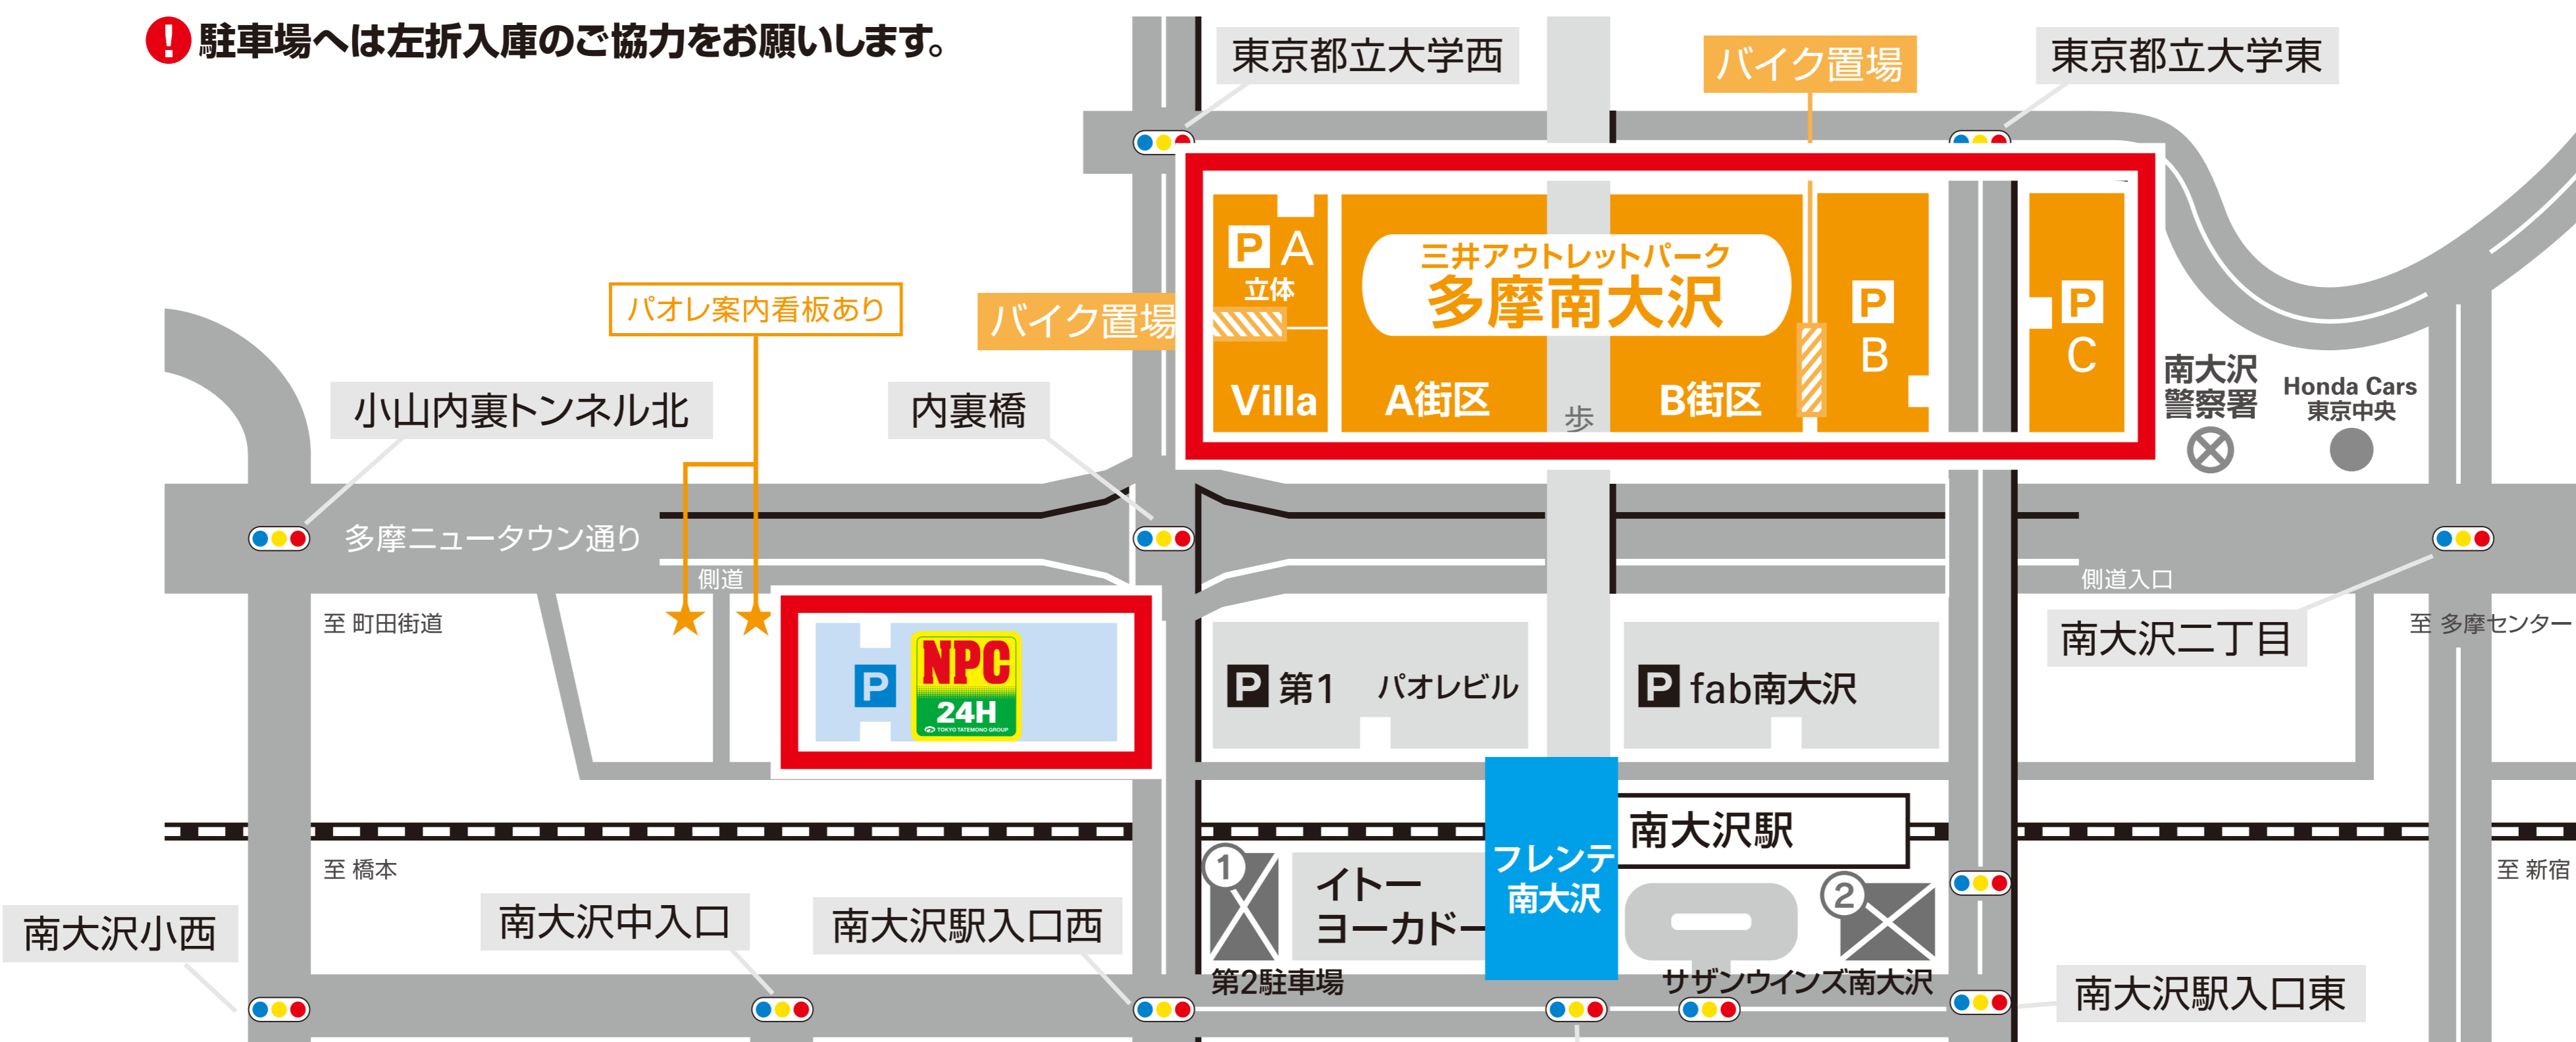 ! 駐車場へは左折入庫のご協力をお願いします。
東京都立大学西
バイク置場
東京都立大学東
P A
立体
三井アウトレットパーク
多摩南大沢
P
B
P
C
パオレ案内看板あり
バイク置場
Villa
A街区
歩
B街区
南大沢
警察署
Honda Cars
東京中央
小山内裏トンネル北
内裏橋
多摩ニュータウン通り
側道
側道入口
至 町田街道
至 多摩センター
南大沢二丁目
P
NPC
24H
TOKYO TATEMONO GROUP
P 第1 パオレビル
P fab南大沢
南大沢駅
フレンテ
南大沢
至 橋本
至 新宿
1
イトー
ヨーカドー
2
南大沢小西
南大沢中入口
南大沢駅入口西
第2駐車場
サザンウインズ南大沢
南大沢駅入口東